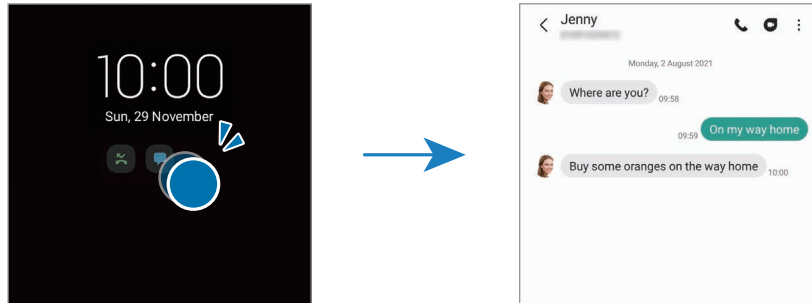 10:00
Sun, 29 November
Jenny
Monday, 2 August 2021
Where are you? 09:58
09:59 On my way home
Buy some oranges on the way home 10:00